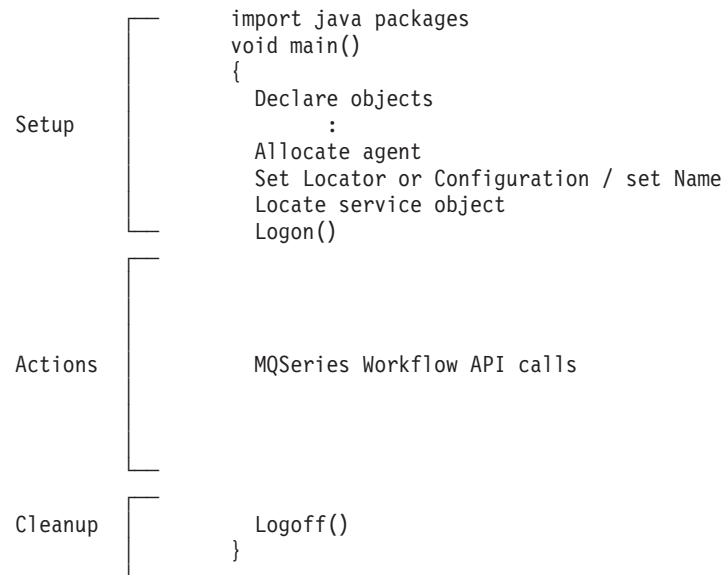 import java packages
void main()
{
Declare objects
Setup :
Allocate agent
Set Locator or Configuration / set Name
Locate service object
Logon()
Actions MQSeries Workflow API calls
Cleanup Logoff()
}